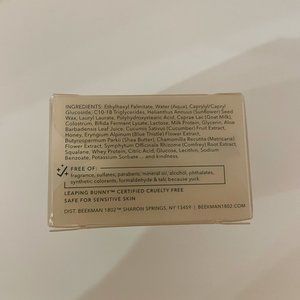 INGREDIENTS: Ethylhexyl Palmitate, Water (Aqua), Caprylyl/Capryl
Glucoside, C10-18 Triglycerides, Helianthus Annuus (Sunflower) Seed
Wax, Lauryl Laurate, Polyhydroxystearic Acid, Caprae Lac (Goat Milk),
Colostrum, Bifida Ferment Lysate, Lactose, Milk Protein, Glycerin, Aloe
Barbadensis Leaf Juice, Cucumis Sativus (Cucumber) Fruit Extract,
Honey, Eryngium Alpinum (Blue Thistle) Flower Extract,
Butyrospermum Parkii (Shea Butter), Chamomilla Recutita (Matricaria)
Flower Extract, Symphytum Officinale Rhizome (Comfrey) Root Extract,
Squalane, Whey Protein, Citric Acid, Glucose, Lecithin, Sodium
Benzoate, Potassium Sorbate ... and kindness.
FREE OF:
fragrance, sulfates, parabens, mineral oil, alcohol, phthalates,
synthetic colorants, formaldehyde & talc because yuck.
LEAPING BUNNY™ CERTIFIED CRUELTY FREE
SAFE FOR SENSITIVE SKIN
DIST. BEEKMAN 1802™ SHARON SPRINGS, NY 13459 | BEEKMAN1802.COM